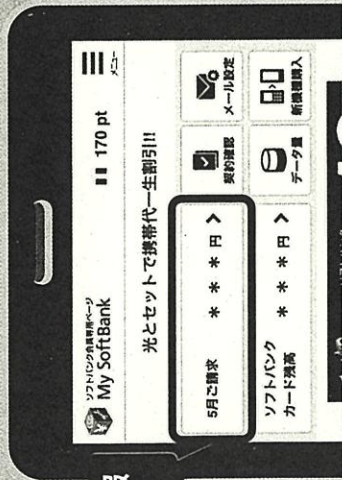 ソフトバンク会員専用ページ
My SoftBank
170 pt
メニュー
光とセットで携帯代一生割引!!
5月ご請求
＊＊＊円 >
契約確認
メール設定
ソフトバンク
カード残高
＊＊＊円 >
データ量
新機種購入